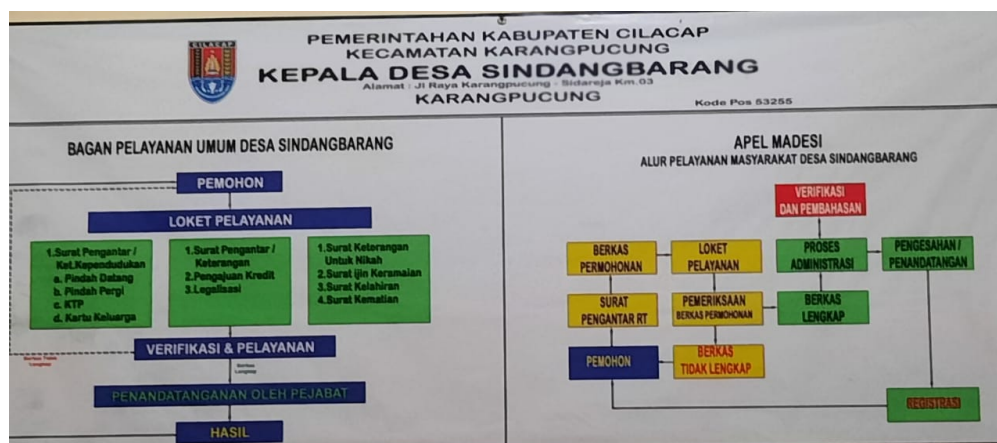 CILACAP
PEMERINTAHAN KABUPATEN CILACAP
KECAMATAN KARANGPUCUNG
KEPALA DESA SINDANGBARANG
Alamat : Jl Raya Karangpucung - Sidareja Km.03
KARANGPUCUNG
Kode Pos 53255
BAGAN PELAYANAN UMUM DESA SINDANGBARANG
PEMOHON
LOKET PELAYANAN
1.Surat Pengantar /
Ket.Kependudukan
a. Pindah Datang
b. Pindah Pergi
c. KTP
d. Kartu Keluarga
1.Surat Pengantar /
Keterangan
2.Pengajuan Kredit
3.Legalisasi
1.Surat Keterangan
Untuk Nikah
2.Surat ijin Keramaian
3.Surat Kelahiran
4.Surat Kematian
VERIFIKASI & PELAYANAN
Berkas Tidak
Lengkap
Berkas
Lengkap
PENANDATANGANAN OLEH PEJABAT
HASIL
APEL MADESI
ALUR PELAYANAN MASYARAKAT DESA SINDANGBARANG
VERIFIKASI
DAN PEMBAHASAN
BERKAS
PERMOHONAN
LOKET
PELAYANAN
PROSES
ADMINISTRASI
PENGESAHAN /
PENANDATANGAN
SURAT
PENGANTAR RT
PEMERIKSAAN
BERKAS PERMOHONAN
BERKAS
LENGKAP
PEMOHON
BERKAS
TIDAK LENGKAP
REGISTRASI